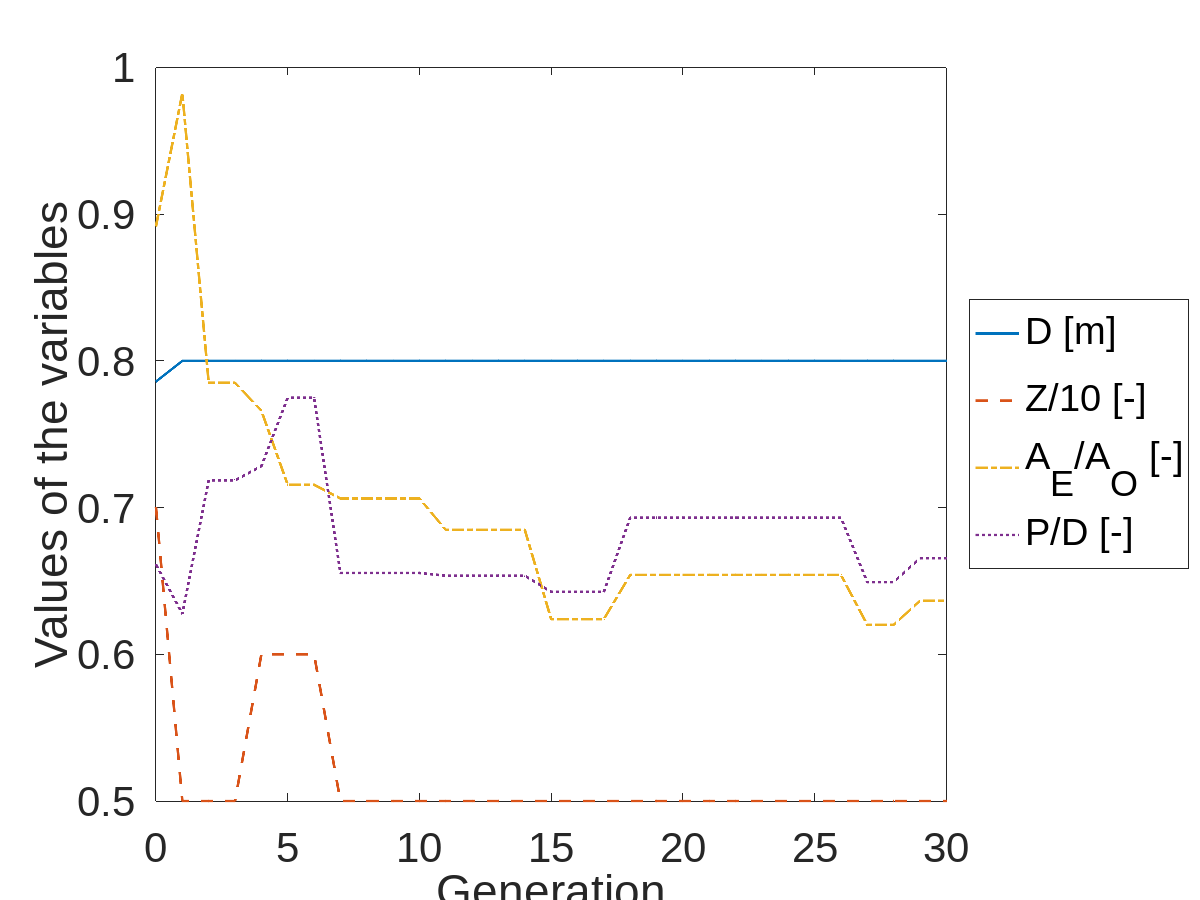 Values of the variables
1
0.9
0.8
0.7
0.6
0.5
0
5
10
15
20
25
30
Generation
D [m]
Z/10 [-]
A_E/A_O [-]
P/D [-]